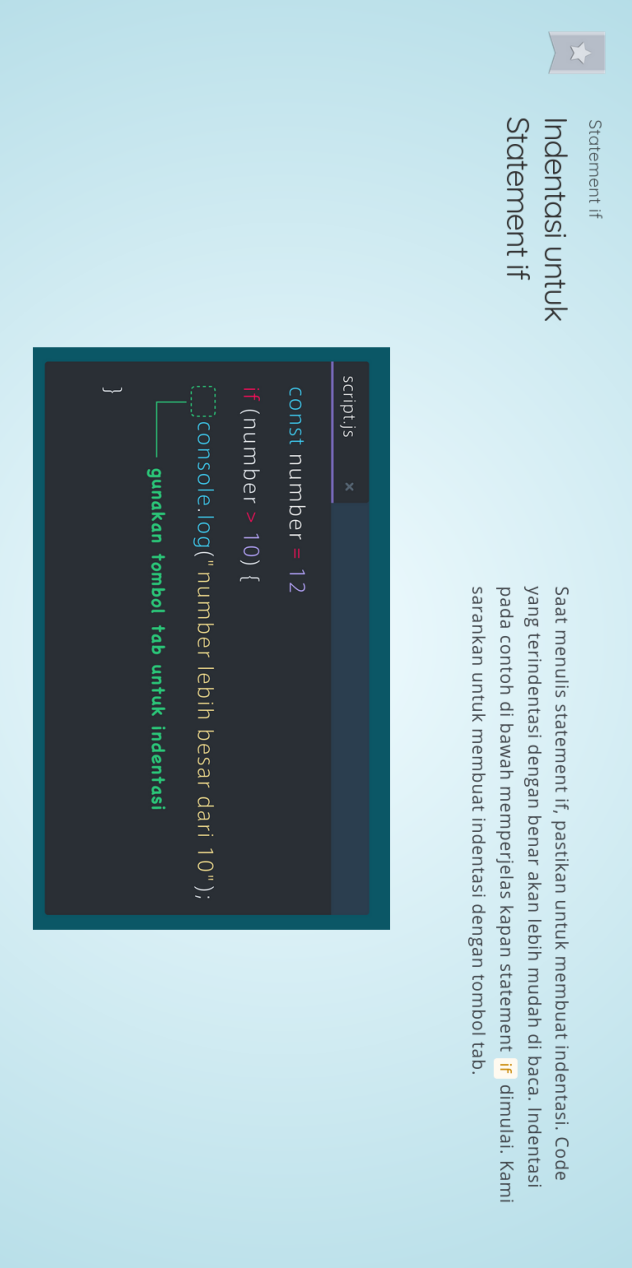 Statement if
Indentasi untuk
Statement if
Saat menulis statement if, pastikan untuk membuat indentasi. Code
yang terindentasi dengan benar akan lebih mudah di baca. Indentasi
pada contoh di bawah memperjelas kapan statement if dimulai. Kami
sarankan untuk membuat indentasi dengan tombol tab.
script.js ×
const number = 12
if (number > 10) {
console.log("number lebih besar dari 10");
gunakan tombol tab untuk indentasi
}